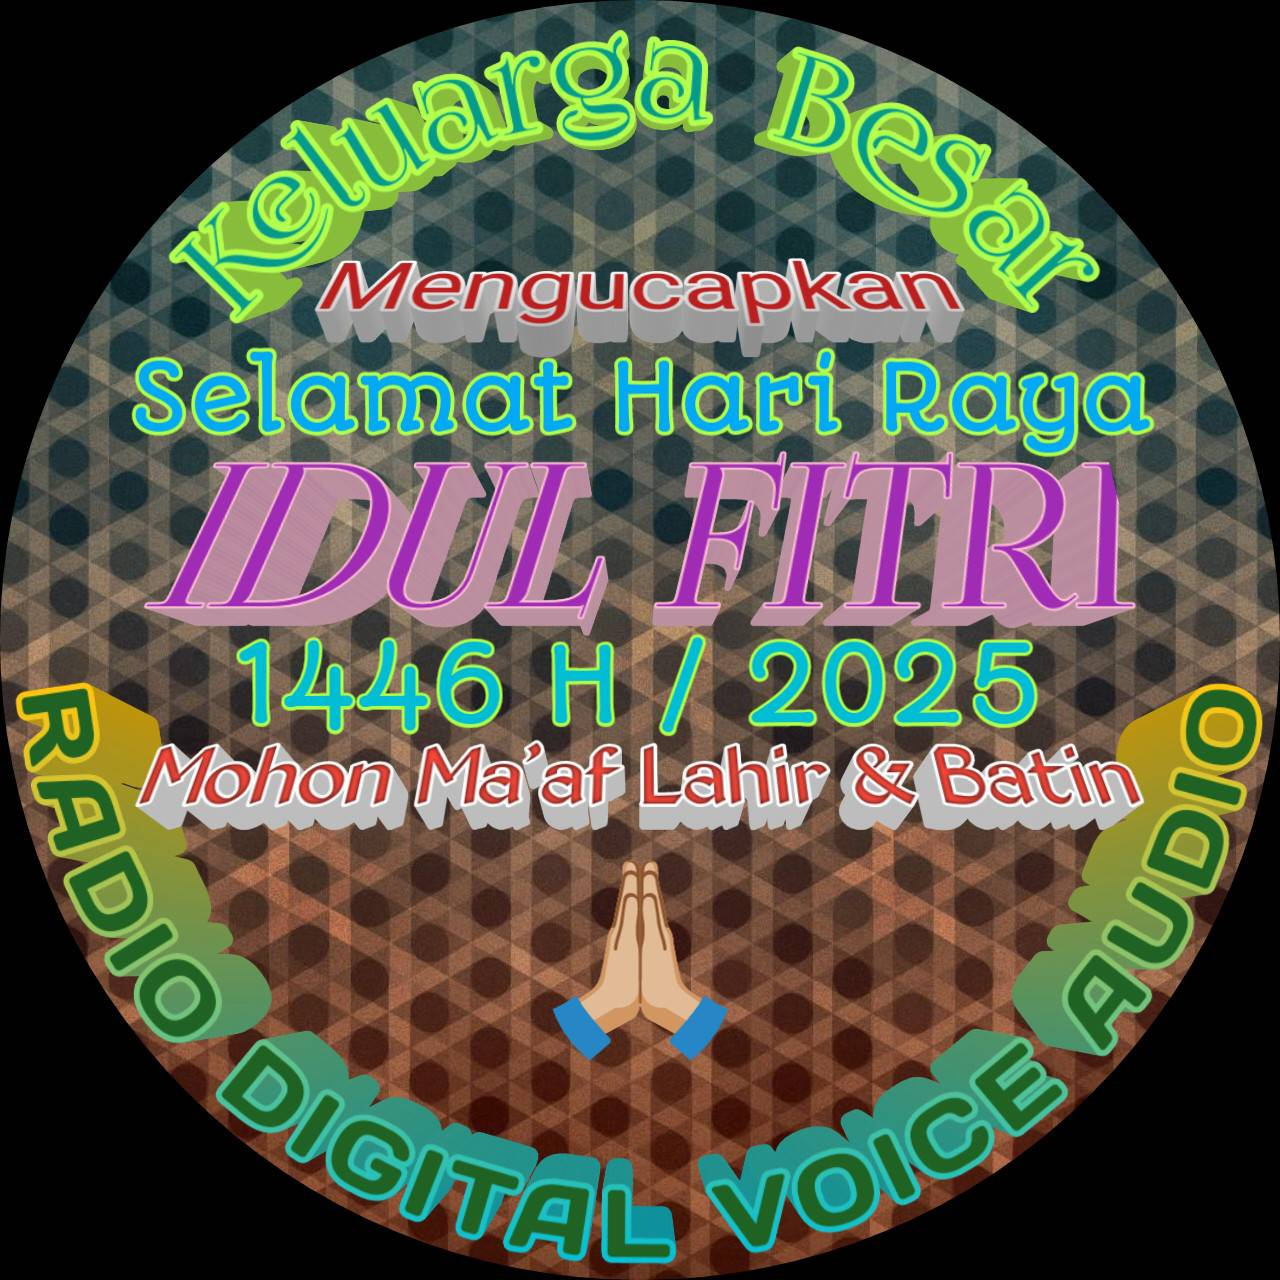 Keluarga Besar
Mengucapkan
Selamat Hari Raya
IDUL FITRI
1446 H / 2025
Mohon Ma'af Lahir & Batin
RADIO DIGITAL VOICE AUDIO